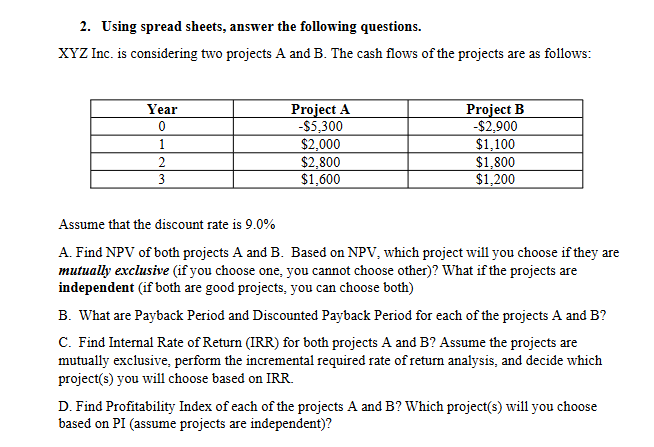 2. Using spread sheets, answer the following questions.
XYZ Inc. is considering two projects A and B. The cash flows of the projects are as follows:
Year Project A Project B
0 -$5,300 -$2,900
1 $2,000 $1,100
2 $2,800 $1,800
3 $1,600 $1,200
Assume that the discount rate is 9.0%
A. Find NPV of both projects A and B. Based on NPV, which project will you choose if they are
mutually exclusive (if you choose one, you cannot choose other)? What if the projects are
independent (if both are good projects, you can choose both)
B. What are Payback Period and Discounted Payback Period for each of the projects A and B?
C. Find Internal Rate of Return (IRR) for both projects A and B? Assume the projects are
mutually exclusive, perform the incremental required rate of return analysis, and decide which
project(s) you will choose based on IRR.
D. Find Profitability Index of each of the projects A and B? Which project(s) will you choose
based on PI (assume projects are independent)?